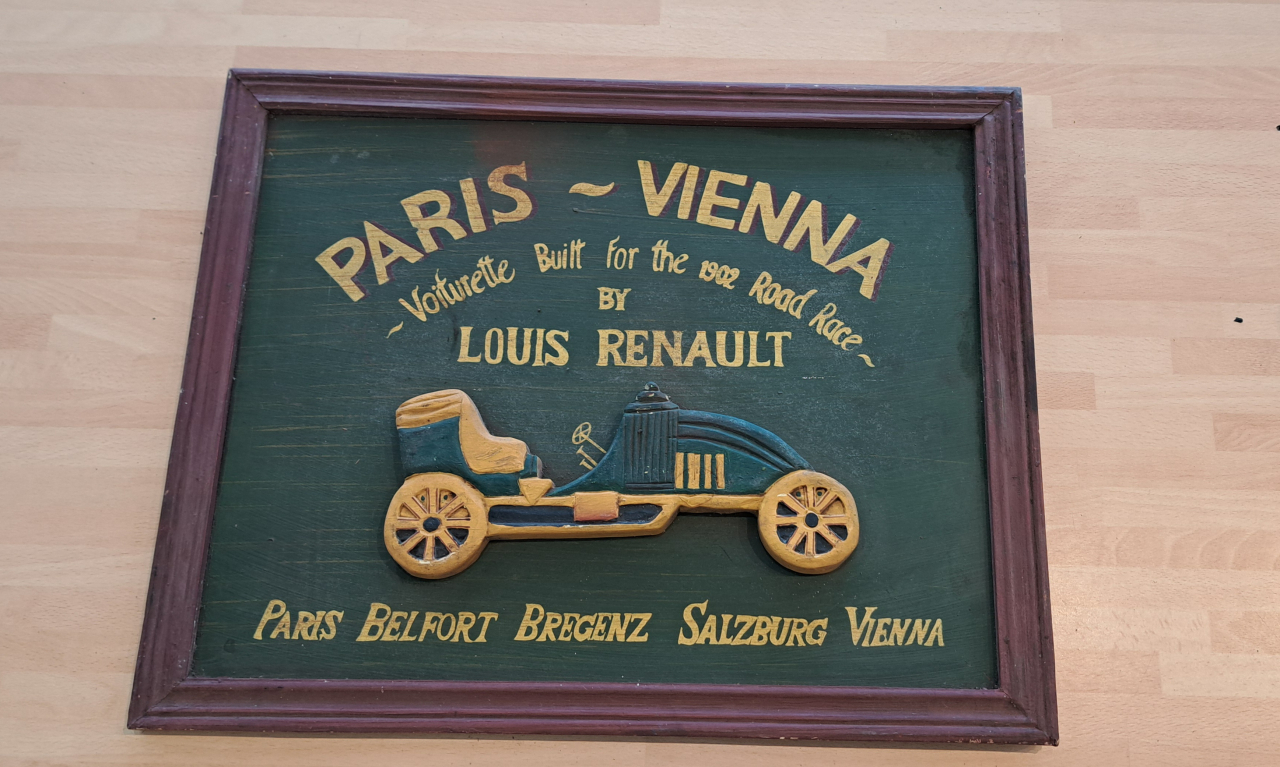 PARIS ~ VIENNA
~ Voiturette Built for the 1902 Road Race ~
BY
LOUIS RENAULT
PARIS BELFORT BREGENZ SALZBURG VIENNA